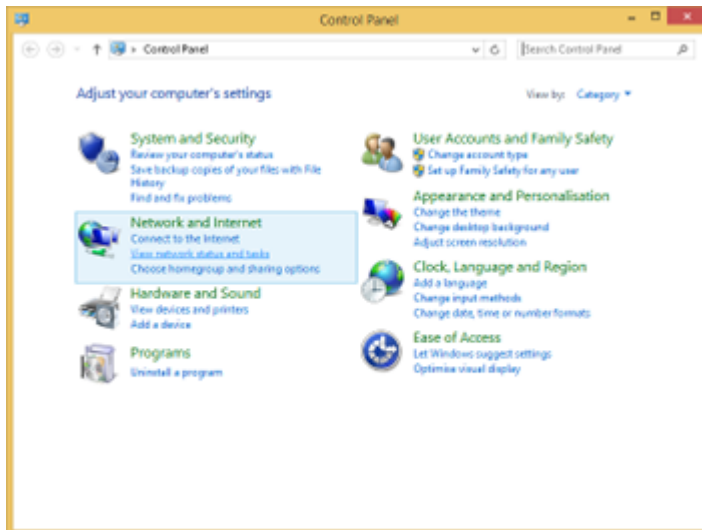 Control Panel
Control Panel
Search Control Panel
Adjust your computer's settings
View by: Category
System and Security
Review your computer's status
Save backup copies of your files with File
History
Find and fix problems
Network and Internet
Connect to the Internet
View network status and tasks
Choose homegroup and sharing options
Hardware and Sound
View devices and printers
Add a device
Programs
Uninstall a program
User Accounts and Family Safety
Change account type
Set up Family Safety for any user
Appearance and Personalisation
Change the theme
Change desktop background
Adjust screen resolution
Clock, Language and Region
Add a language
Change input methods
Change date, time or number formats
Ease of Access
Let Windows suggest settings
Optimise visual display